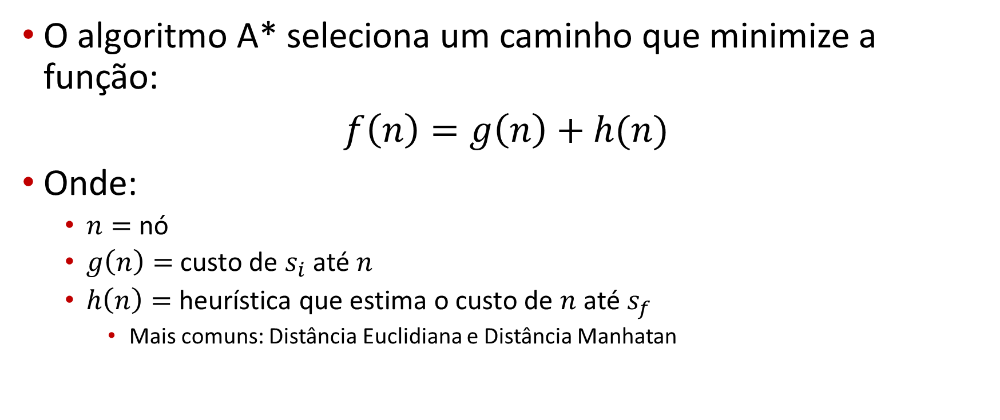 • O algoritmo A* seleciona um caminho que minimize a
função:
f(n) = g(n) + h(n)
• Onde:
• n = nó
• g(n) = custo de s_i até n
• h(n) = heurística que estima o custo de n até s_f
• Mais comuns: Distância Euclidiana e Distância Manhatan